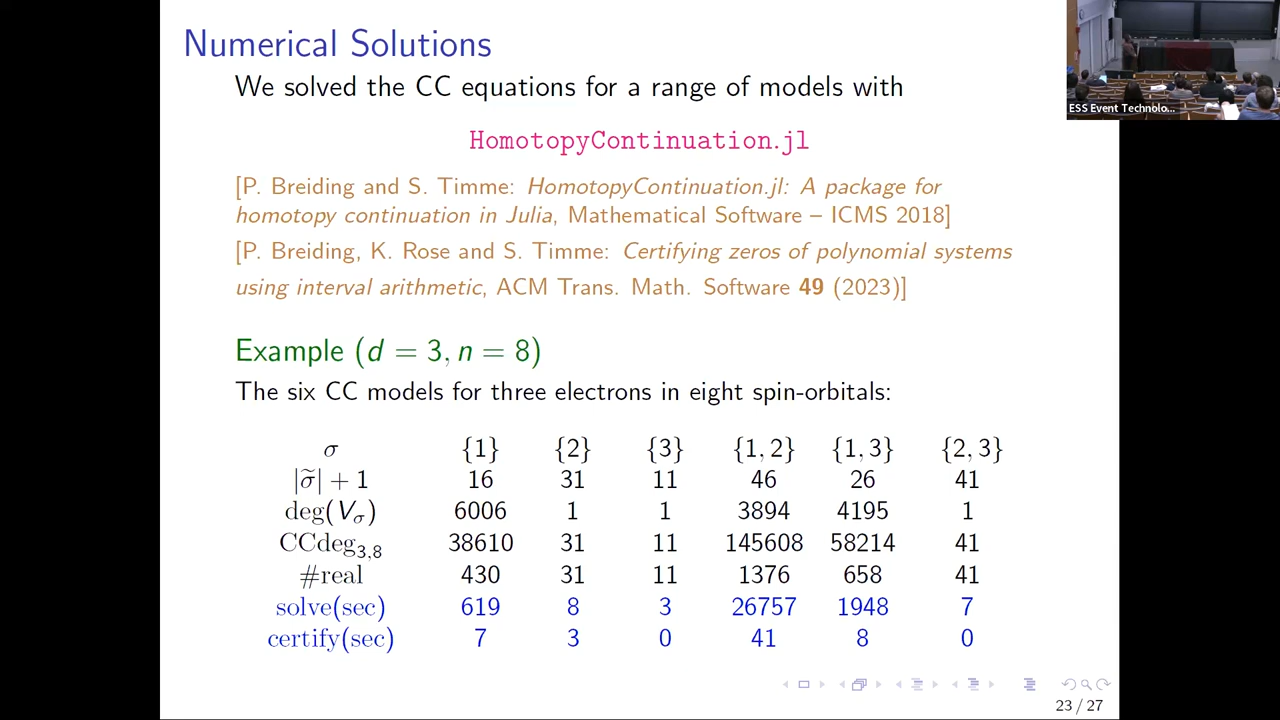 Numerical Solutions
We solved the CC equations for a range of models with
HomotopyContinuation.jl
[P. Breiding and S. Timme: HomotopyContinuation.jl: A package for
homotopy continuation in Julia, Mathematical Software – ICMS 2018]
[P. Breiding, K. Rose and S. Timme: Certifying zeros of polynomial systems
using interval arithmetic, ACM Trans. Math. Software 49 (2023)]
Example (d = 3, n = 8)
The six CC models for three electrons in eight spin-orbitals:
σ {1} {2} {3} {1, 2} {1, 3} {2, 3}
|σ̃| + 1 16 31 11 46 26 41
deg(Vσ) 6006 1 1 3894 4195 1
CCdeg₃,₈ 38610 31 11 145608 58214 41
#real 430 31 11 1376 658 41
solve(sec) 619 8 3 26757 1948 7
certify(sec) 7 3 0 41 8 0
23 / 27
ESS Event Technolo...